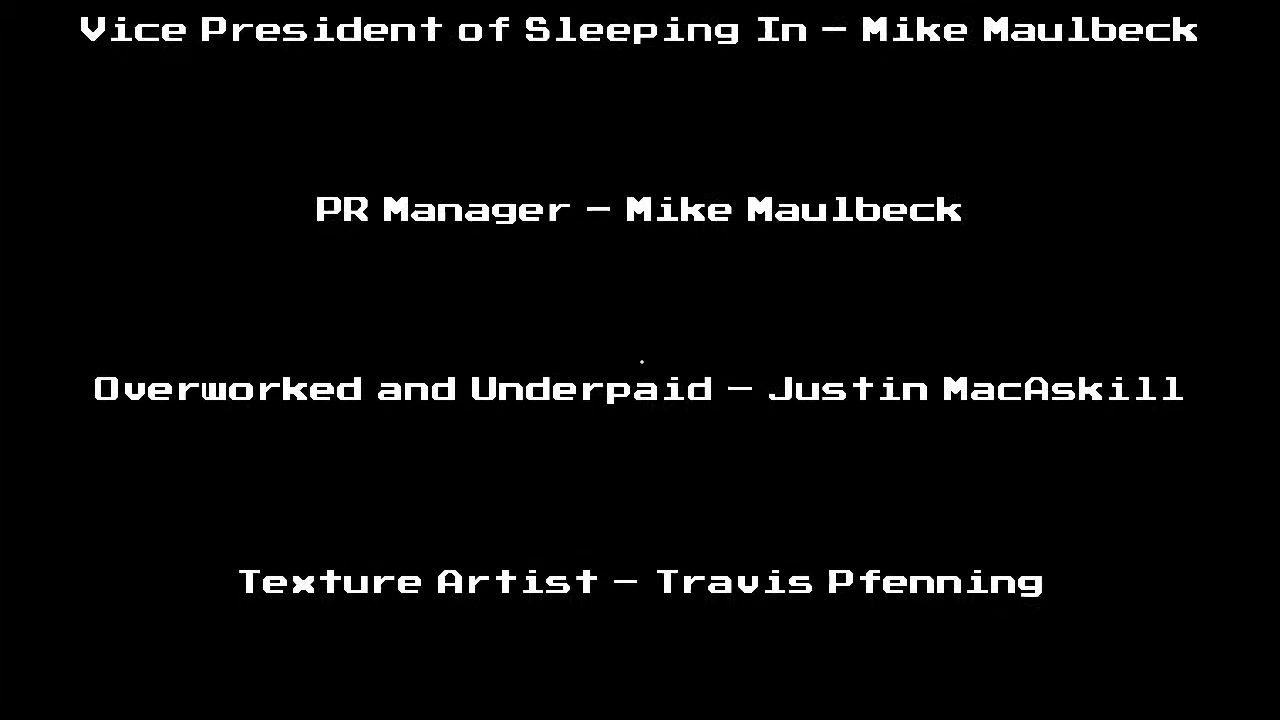 Vice President of Sleeping In - Mike Maulbeck
PR Manager - Mike Maulbeck
Overworked and Underpaid - Justin MacAskill
Texture Artist - Travis Pfenning